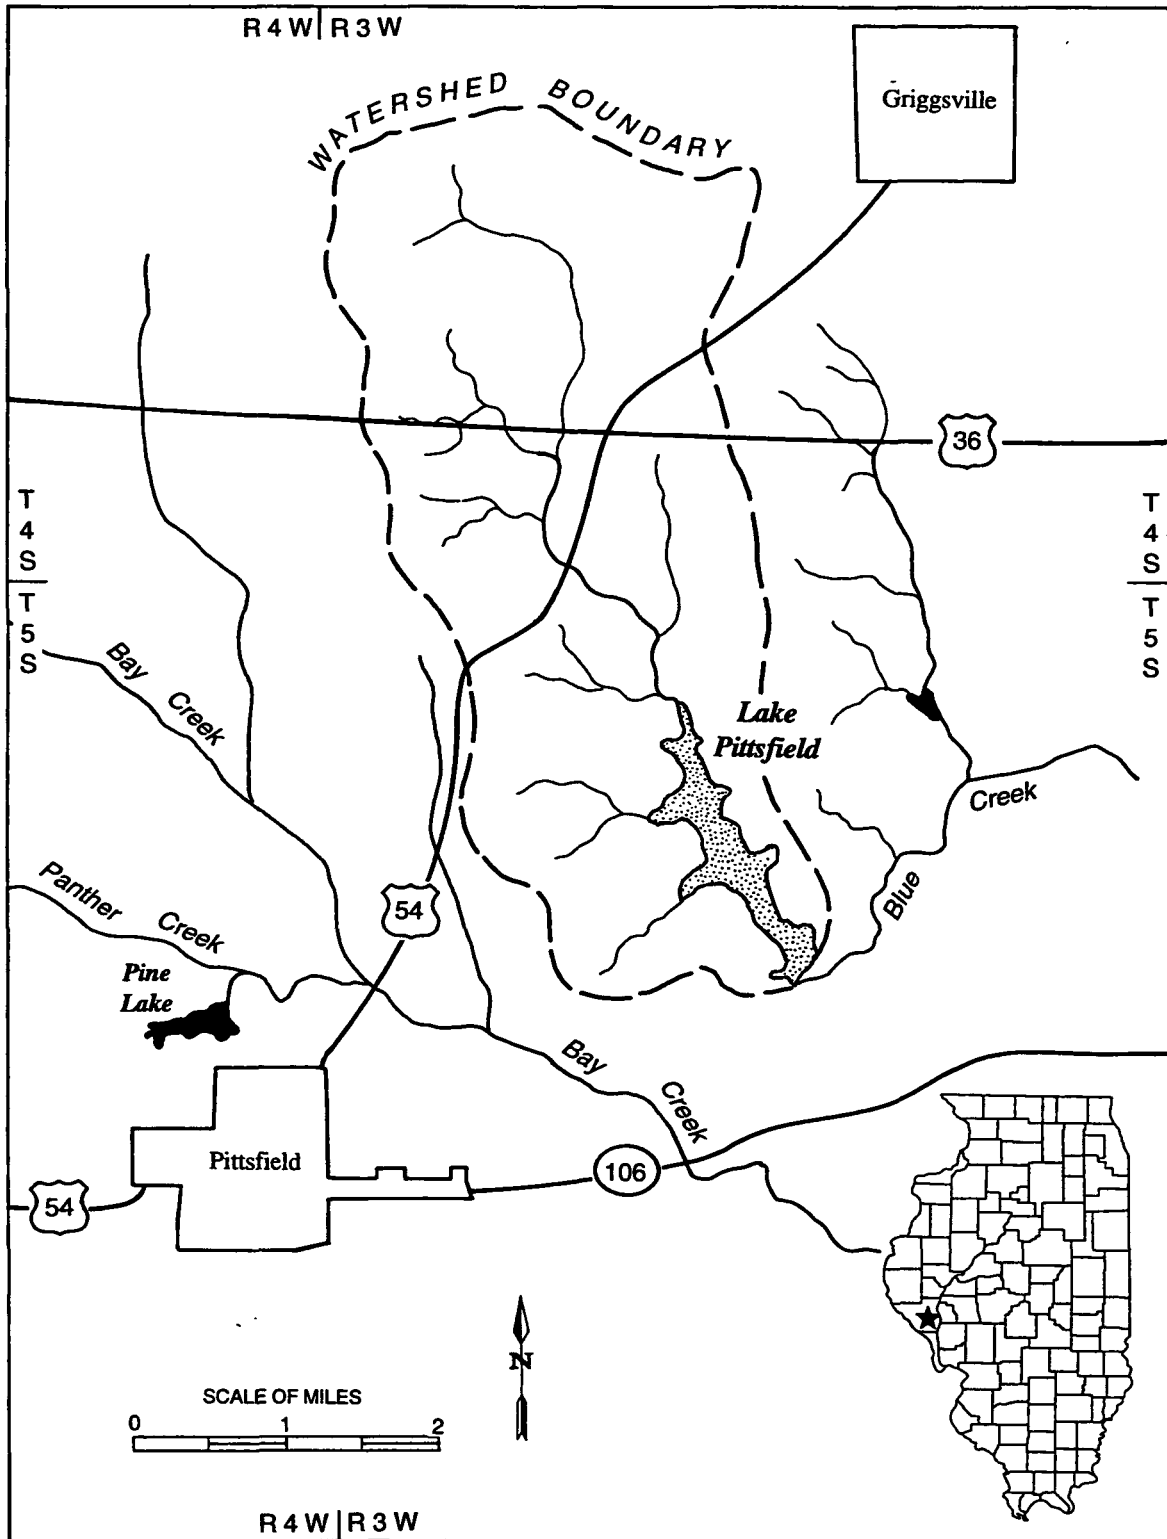 R 4 W R 3 W
Griggsville
WATERSHED BOUNDARY
36
T
4
S
T
5
S
T
4
S
T
5
S
Bay Creek
Lake
Pittsfield
Creek
Blue
Panther Creek
54
Pine
Lake
Bay Creek
Pittsfield
106
54
N
SCALE OF MILES
0 1 2
R 4 W R 3 W